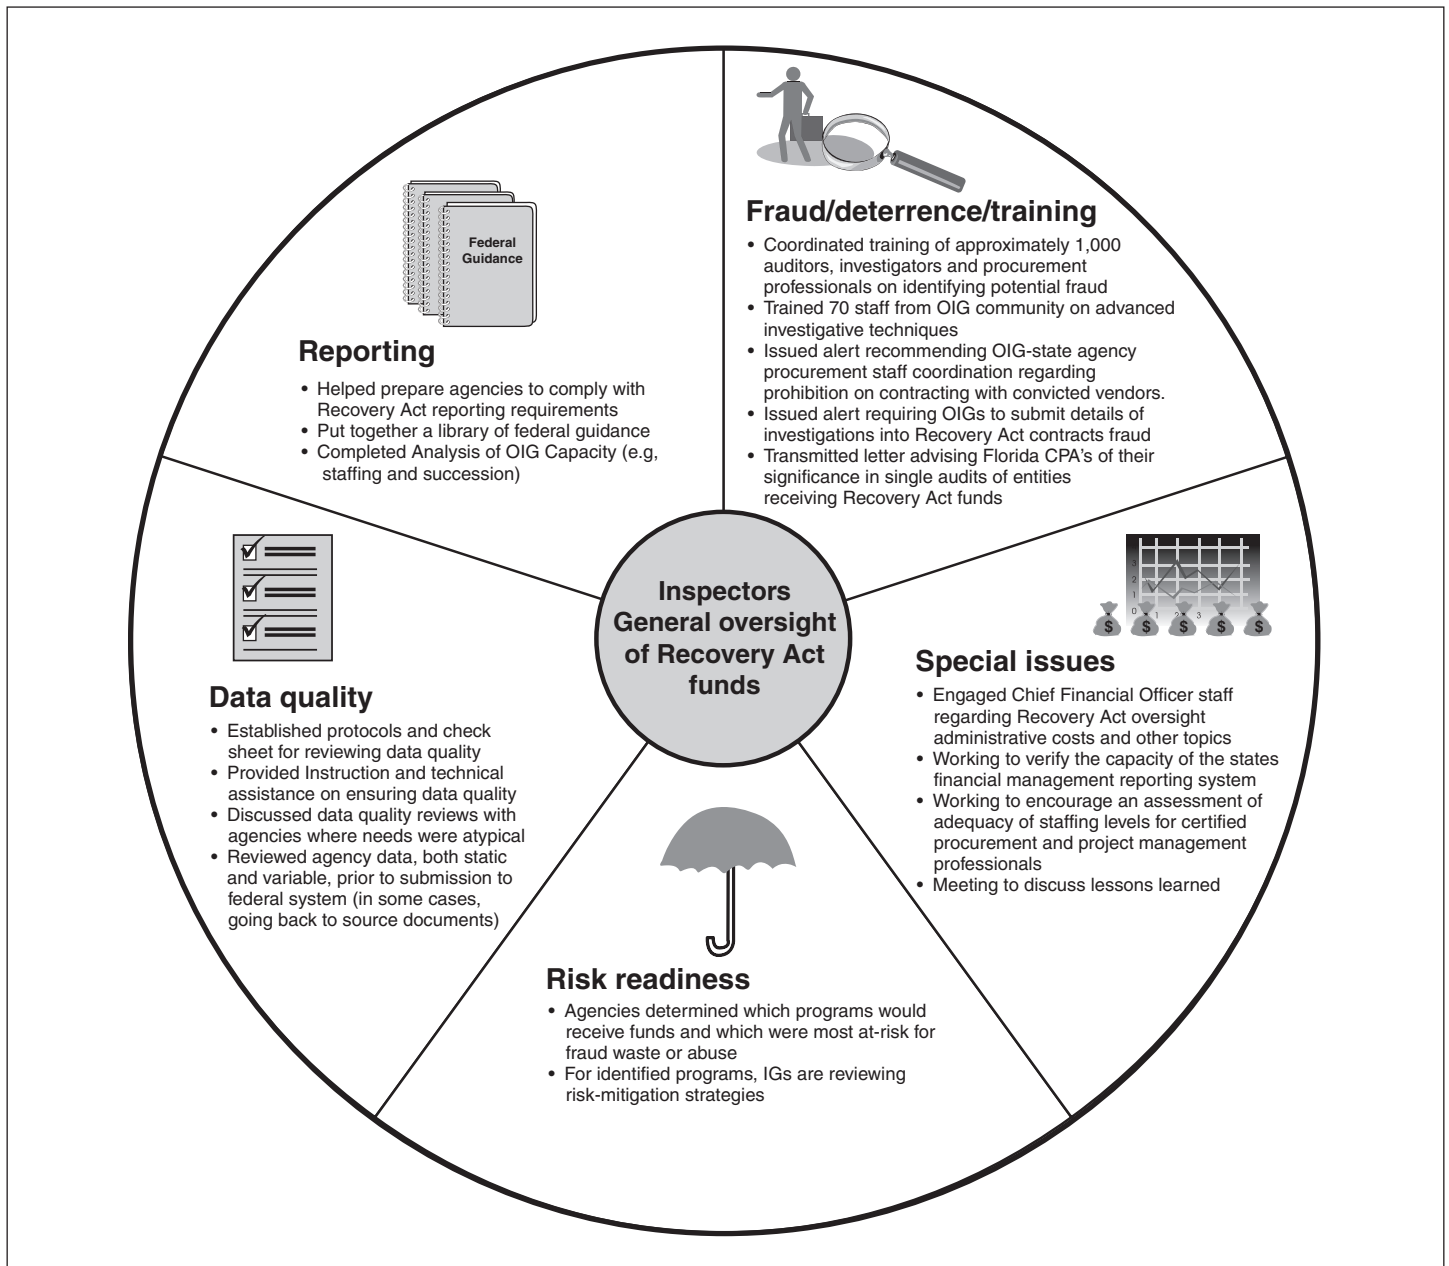 Federal
Guidance
Reporting
• Helped prepare agencies to comply with
Recovery Act reporting requirements
• Put together a library of federal guidance
• Completed Analysis of OIG Capacity (e.g,
staffing and succession)
Fraud/deterrence/training
• Coordinated training of approximately 1,000
auditors, investigators and procurement
professionals on identifying potential fraud
• Trained 70 staff from OIG community on advanced
investigative techniques
• Issued alert recommending OIG-state agency
procurement staff coordination regarding
prohibition on contracting with convicted vendors.
• Issued alert requiring OIGs to submit details of
investigations into Recovery Act contracts fraud
• Transmitted letter advising Florida CPA's of their
significance in single audits of entities
receiving Recovery Act funds
Inspectors
General oversight
of Recovery Act
funds
Data quality
• Established protocols and check
sheet for reviewing data quality
• Provided Instruction and technical
assistance on ensuring data quality
• Discussed data quality reviews with
agencies where needs were atypical
• Reviewed agency data, both static
and variable, prior to submission to
federal system (in some cases,
going back to source documents)
3
2
1
0 1 2 3
$ $ $ $ $
Special issues
• Engaged Chief Financial Officer staff
regarding Recovery Act oversight
administrative costs and other topics
• Working to verify the capacity of the states
financial management reporting system
• Working to encourage an assessment of
adequacy of staffing levels for certified
procurement and project management
professionals
• Meeting to discuss lessons learned
Risk readiness
• Agencies determined which programs would
receive funds and which were most at-risk for
fraud waste or abuse
• For identified programs, IGs are reviewing
risk-mitigation strategies